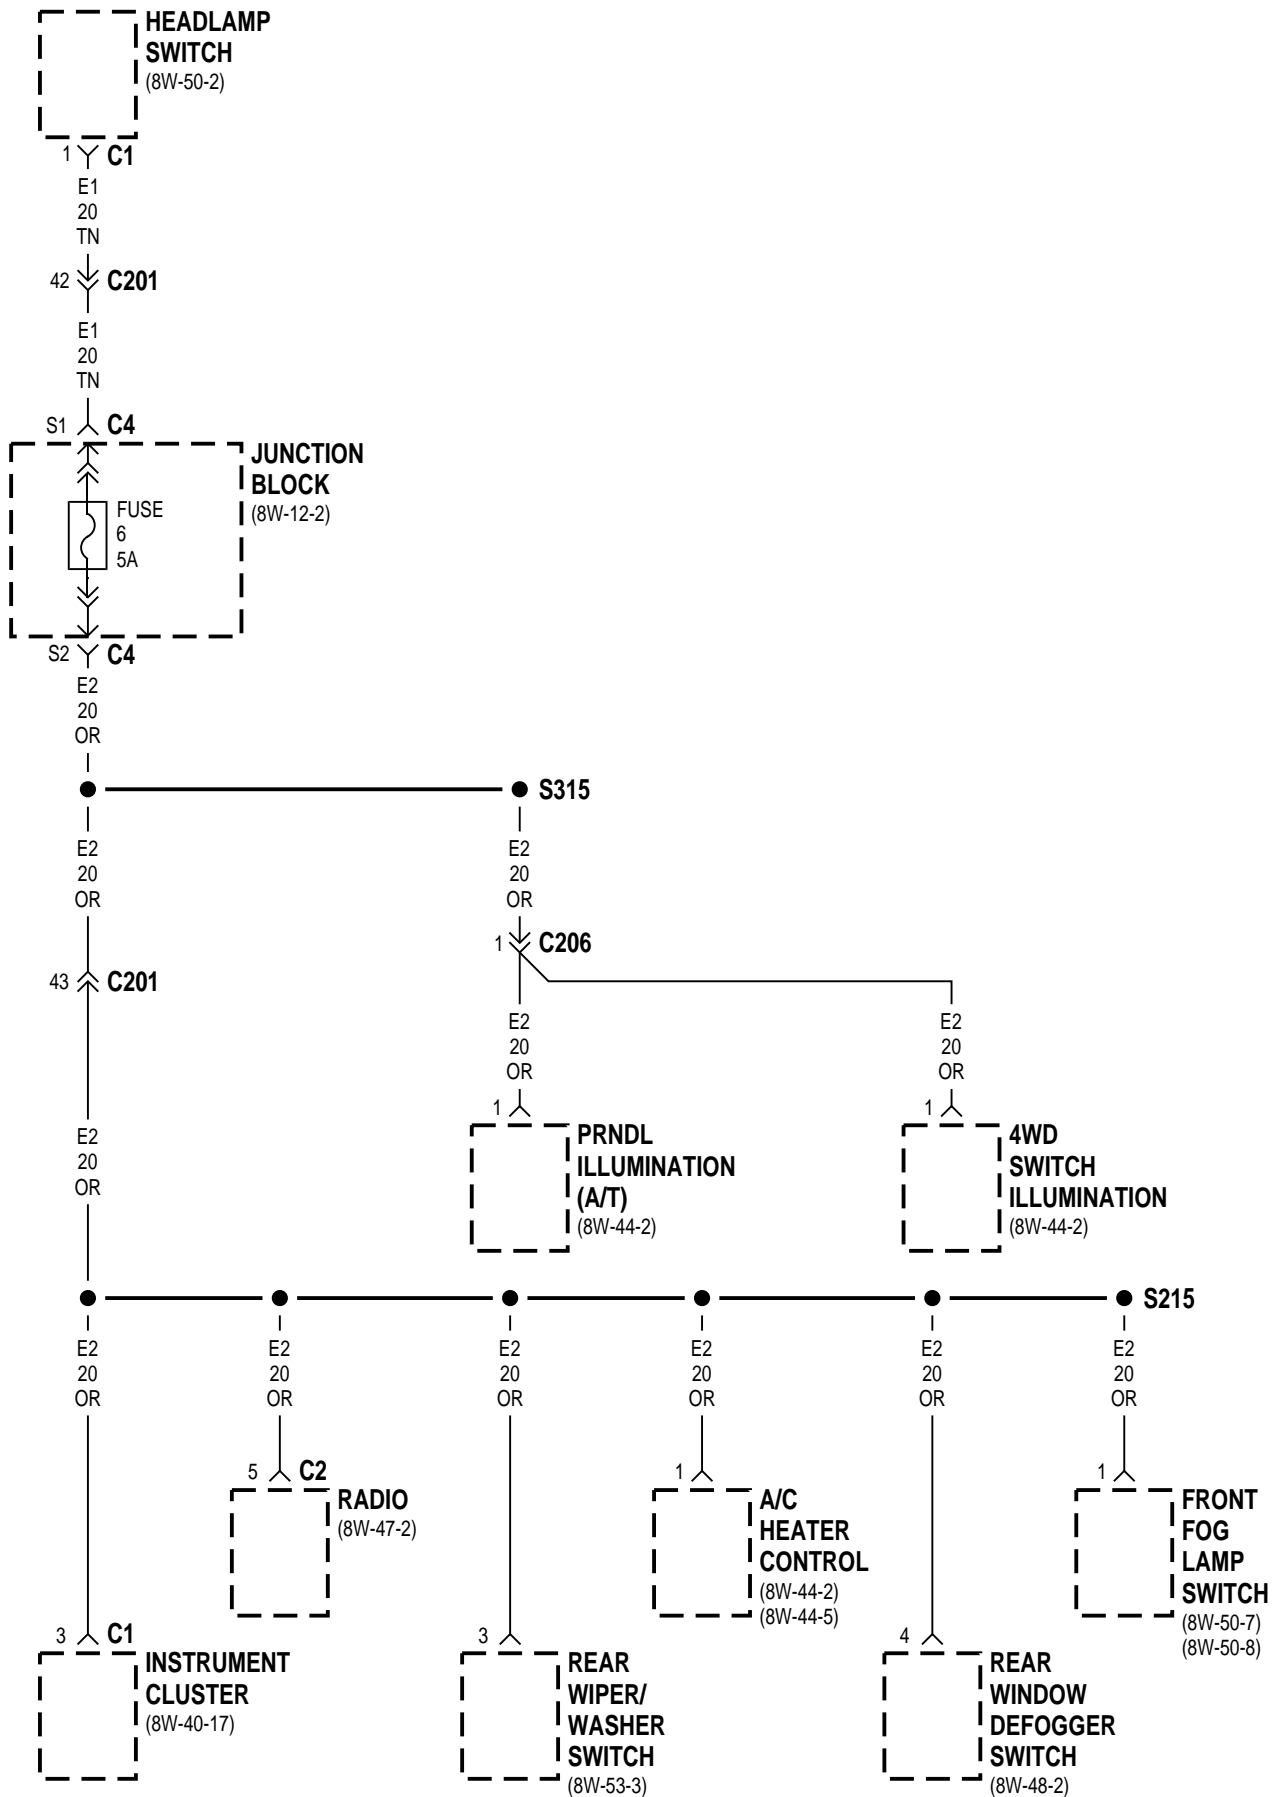 HEADLAMP
SWITCH
(8W-50-2)
1 C1
E1
20
TN
42 C201
E1
20
TN
S1 C4
JUNCTION
BLOCK
(8W-12-2)
FUSE
6
5A
S2 C4
E2
20
OR
S315
E2
20
OR
E2
20
OR
1 C206
43 C201
E2
20
OR
E2
20
OR
1
1
PRNDL
ILLUMINATION
(A/T)
(8W-44-2)
4WD
SWITCH
ILLUMINATION
(8W-44-2)
E2
20
OR
S215
E2 E2 E2 E2 E2 E2
20 20 20 20 20 20
OR OR OR OR OR OR
5 C2
RADIO
(8W-47-2)
1
A/C
HEATER
CONTROL
(8W-44-2)
(8W-44-5)
1
FRONT
FOG
LAMP
SWITCH
(8W-50-7)
(8W-50-8)
3 C1
INSTRUMENT
CLUSTER
(8W-40-17)
3
REAR
WIPER/
WASHER
SWITCH
(8W-53-3)
4
REAR
WINDOW
DEFOGGER
SWITCH
(8W-48-2)